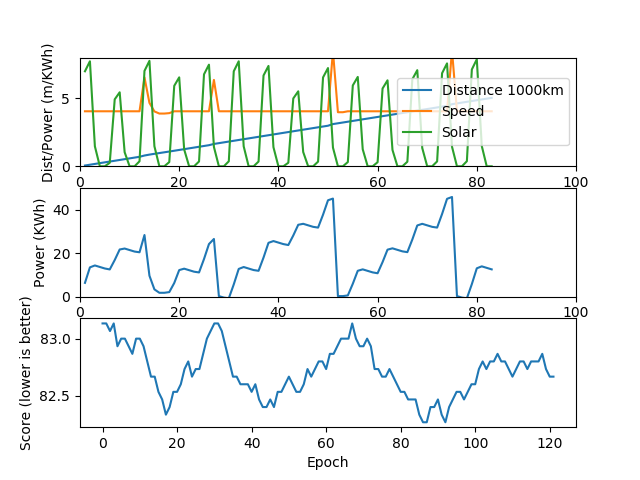 Dist/Power (m/KWh)
5
0
Distance 1000km
Speed
Solar
0 20 40 60 80 100
Power (KWh)
40
20
0
0 20 40 60 80 100
Score (lower is better)
83.0
82.5
0 20 40 60 80 100 120
Epoch